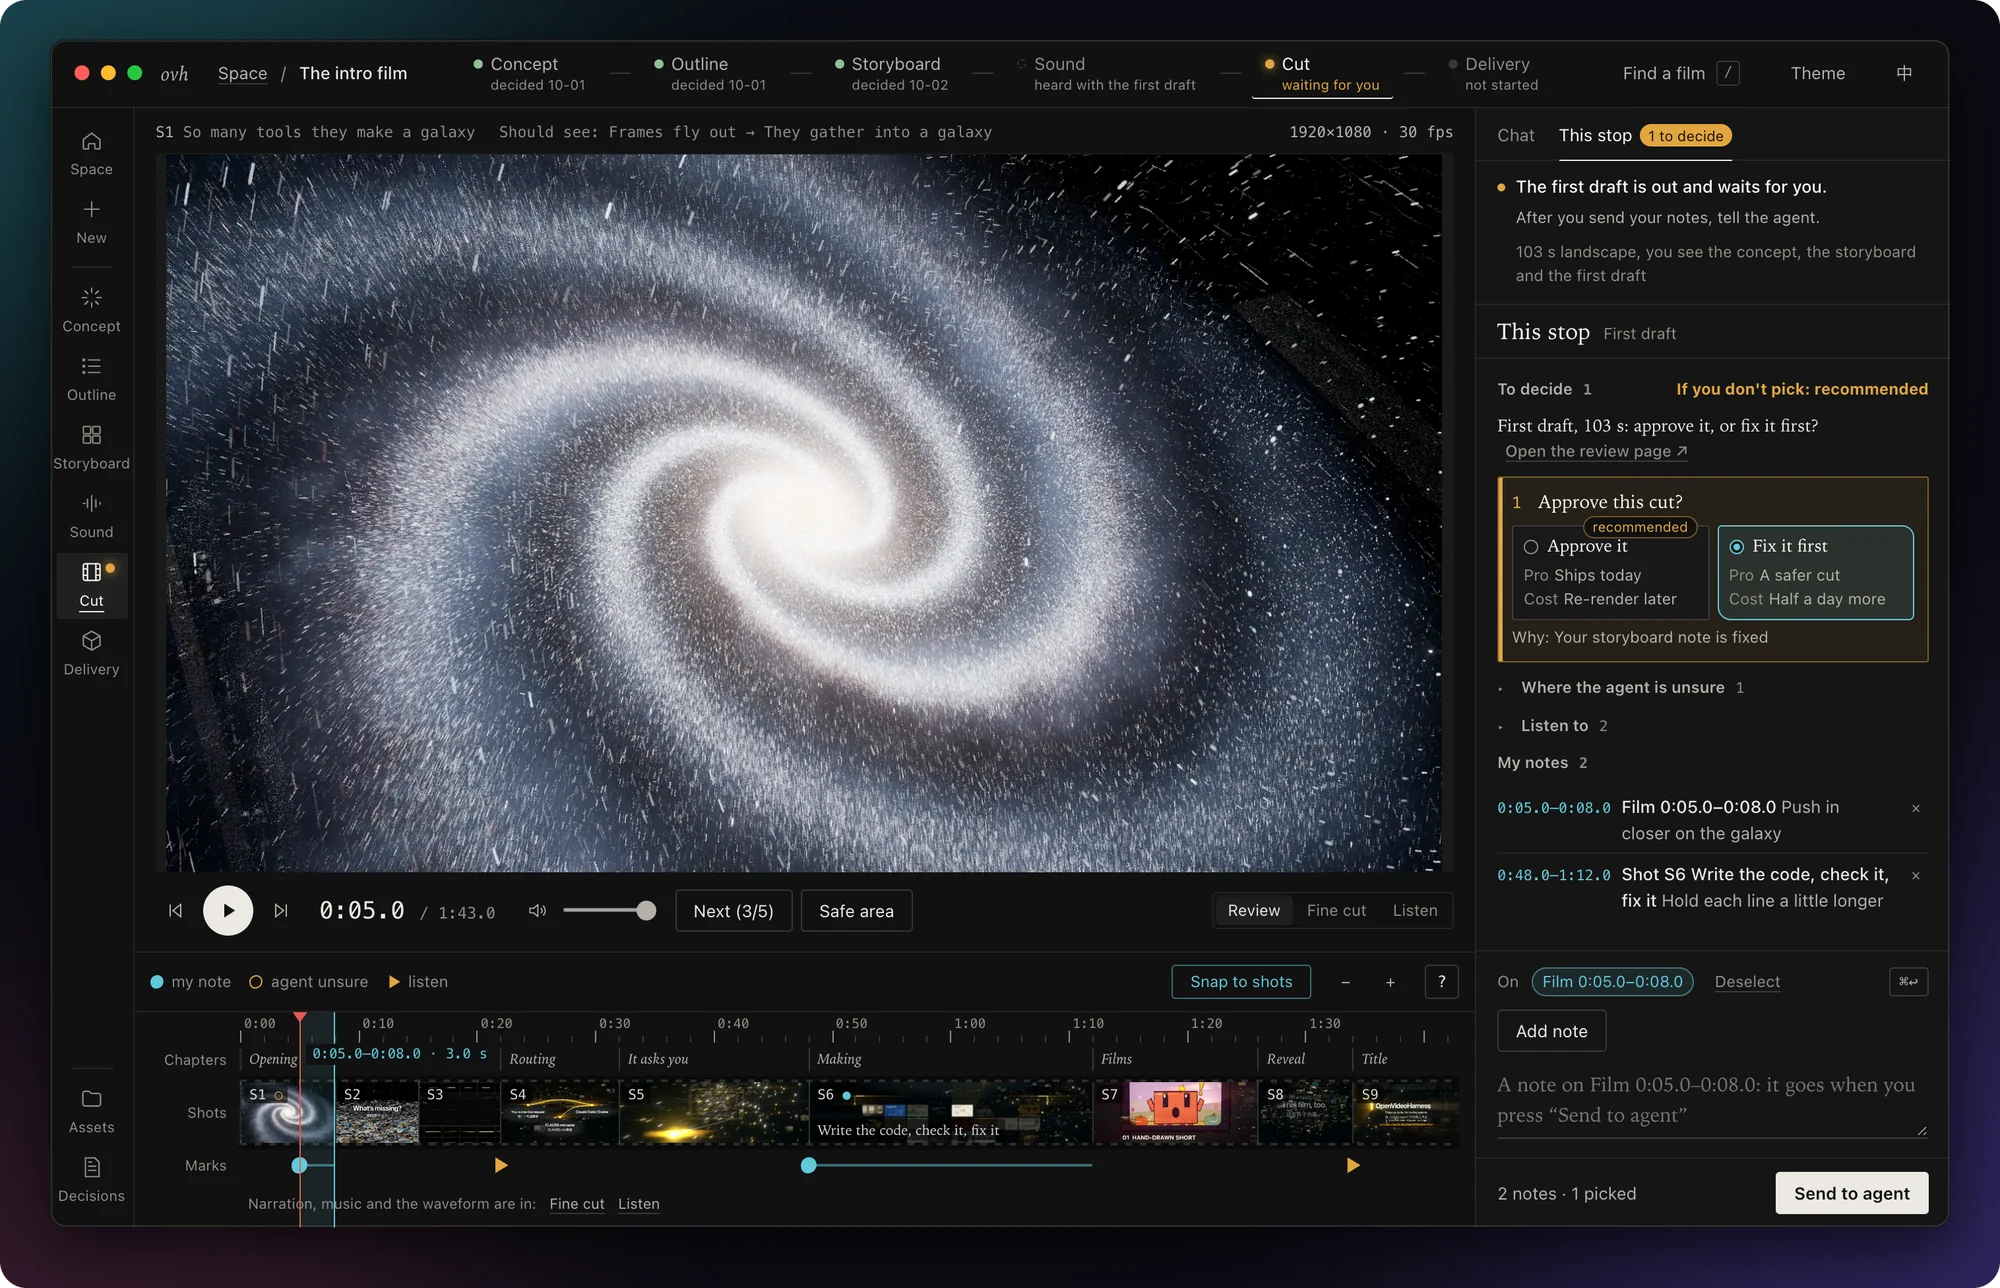 ovh
Space / The intro film
Concept
decided 10-01
Outline
decided 10-01
Storyboard
decided 10-02
Sound
heard with the first draft
Cut
waiting for you
Delivery
not started
Find a film /
Theme
中
Space
New
Concept
Outline
Storyboard
Sound
Cut
Delivery
Assets
Decisions
S1 So many tools they make a galaxy Should see: Frames fly out → They gather into a galaxy
1920×1080 · 30 fps
0:05.0 / 1:43.0
Next (3/5)
Safe area
Review
Fine cut
Listen
my note
agent unsure
listen
Snap to shots
−
+
?
0:00 0:10 0:20 0:30 0:40 0:50 1:00 1:10 1:20 1:30
Chapters
Opening
0:05.0–0:08.0 · 3.0 s
Routing
It asks you
Making
Films
Reveal
Title
Shots
S1
S2
What's missing?
S3
S4
S5
S6
Write the code, check it, fix it
S7
01 HAND-DRAWN SHORT
S8
This film, too
S9
OpenVideoHarness
Marks
Narration, music and the waveform are in: Fine cut Listen
Chat
This stop
1 to decide
The first draft is out and waits for you.
After you send your notes, tell the agent.
103 s landscape, you see the concept, the storyboard
and the first draft
This stop First draft
To decide 1
If you don't pick: recommended
First draft, 103 s: approve it, or fix it first?
Open the review page ↗
1 Approve this cut?
recommended
Approve it
Pro Ships today
Cost Re-render later
Fix it first
Pro A safer cut
Cost Half a day more
Why: Your storyboard note is fixed
Where the agent is unsure 1
Listen to 2
My notes 2
0:05.0–0:08.0 Film 0:05.0–0:08.0 Push in
closer on the galaxy
×
0:48.0–1:12.0 Shot S6 Write the code, check it,
fix it Hold each line a little longer
×
On Film 0:05.0–0:08.0 Deselect
⌘↩
Add note
A note on Film 0:05.0–0:08.0: it goes when you
press “Send to agent”
2 notes · 1 picked
Send to agent